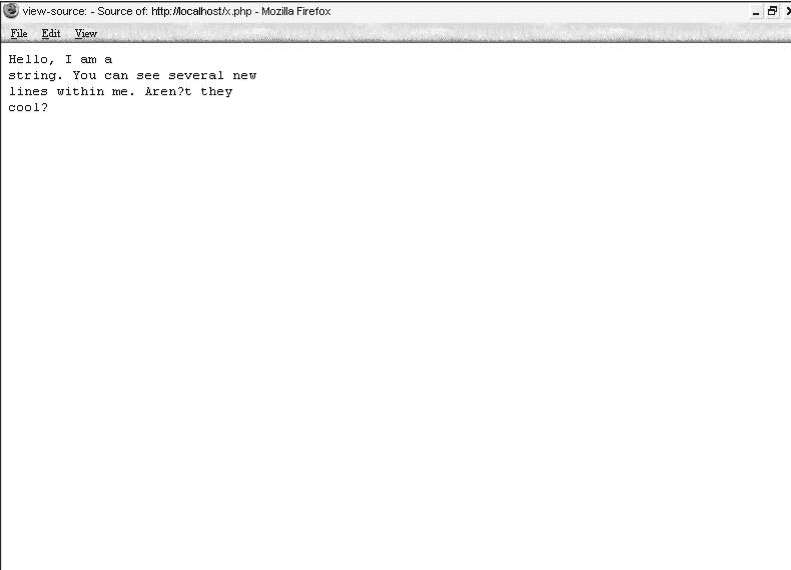 view-source: - Source of: http://localhost/x.php - Mozilla Firefox
File Edit View
Hello, I am a
string. You can see several new
lines within me. Aren?t they
cool?